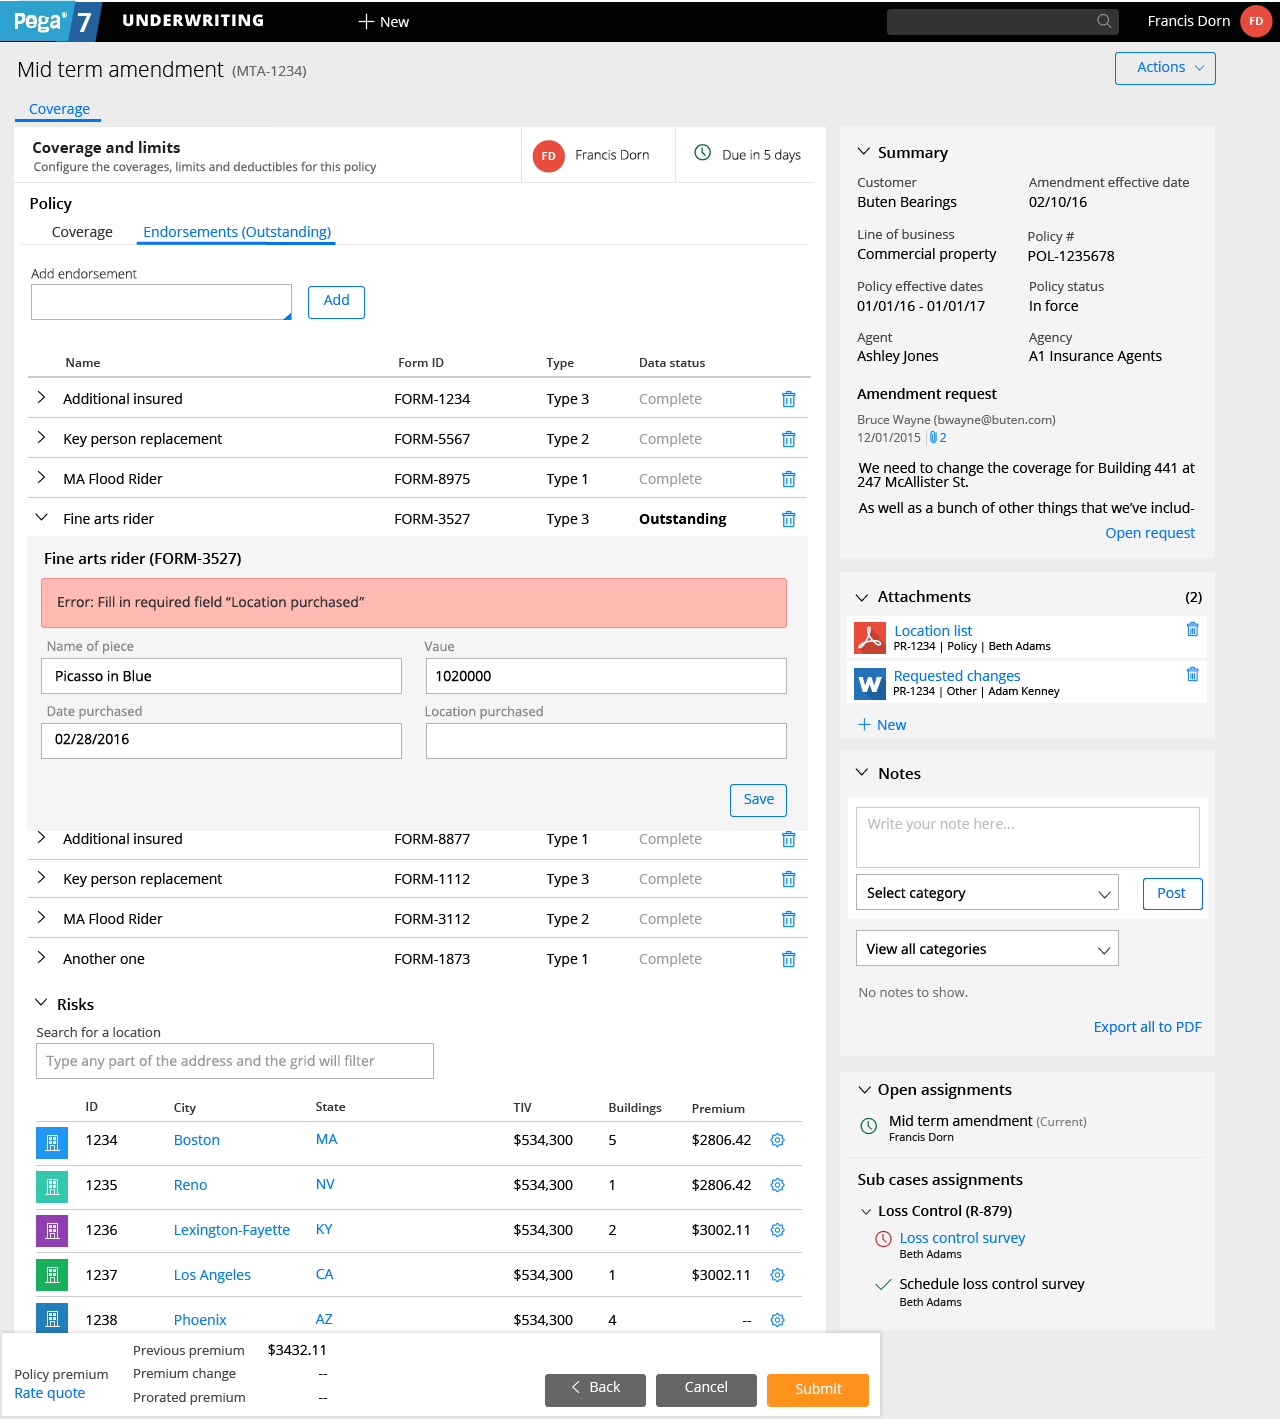 Pega® 7 UNDERWRITING New Francis Dorn FD
Mid term amendment (MTA-1234) Actions
Coverage
Coverage and limits
Configure the coverages, limits and deductibles for this policy
FD Francis Dorn Due in 5 days
Policy
Coverage Endorsements (Outstanding)
Add endorsement
Add
Name Form ID Type Data status
Additional insured FORM-1234 Type 3 Complete
Key person replacement FORM-5567 Type 2 Complete
MA Flood Rider FORM-8975 Type 1 Complete
Fine arts rider FORM-3527 Type 3 Outstanding
Fine arts rider (FORM-3527)
Error: Fill in required field “Location purchased”
Name of piece Vaue
Picasso in Blue 1020000
Date purchased Location purchased
02/28/2016
Save
Additional insured FORM-8877 Type 1 Complete
Key person replacement FORM-1112 Type 3 Complete
MA Flood Rider FORM-3112 Type 2 Complete
Another one FORM-1873 Type 1 Complete
Risks
Search for a location
Type any part of the address and the grid will filter
ID City State TIV Buildings Premium
1234 Boston MA $534,300 5 $2806.42
1235 Reno NV $534,300 1 $2806.42
1236 Lexington-Fayette KY $534,300 2 $3002.11
1237 Los Angeles CA $534,300 1 $3002.11
1238 Phoenix AZ $534,300 4 --
Summary
Customer Amendment effective date
Buten Bearings 02/10/16
Line of business Policy #
Commercial property POL-1235678
Policy effective dates Policy status
01/01/16 - 01/01/17 In force
Agent Agency
Ashley Jones A1 Insurance Agents
Amendment request
Bruce Wayne (bwayne@buten.com)
12/01/2015 2
We need to change the coverage for Building 441 at
247 McAllister St.
As well as a bunch of other things that we’ve includ-
Open request
Attachments (2)
Location list
PR-1234 | Policy | Beth Adams
W Requested changes
PR-1234 | Other | Adam Kenney
New
Notes
Write your note here...
Select category Post
View all categories
No notes to show.
Export all to PDF
Open assignments
Mid term amendment (Current)
Francis Dorn
Sub cases assignments
Loss Control (R-879)
Loss control survey
Beth Adams
Schedule loss control survey
Beth Adams
Policy premium
Rate quote
Previous premium $3432.11
Premium change --
Prorated premium --
Back Cancel Submit